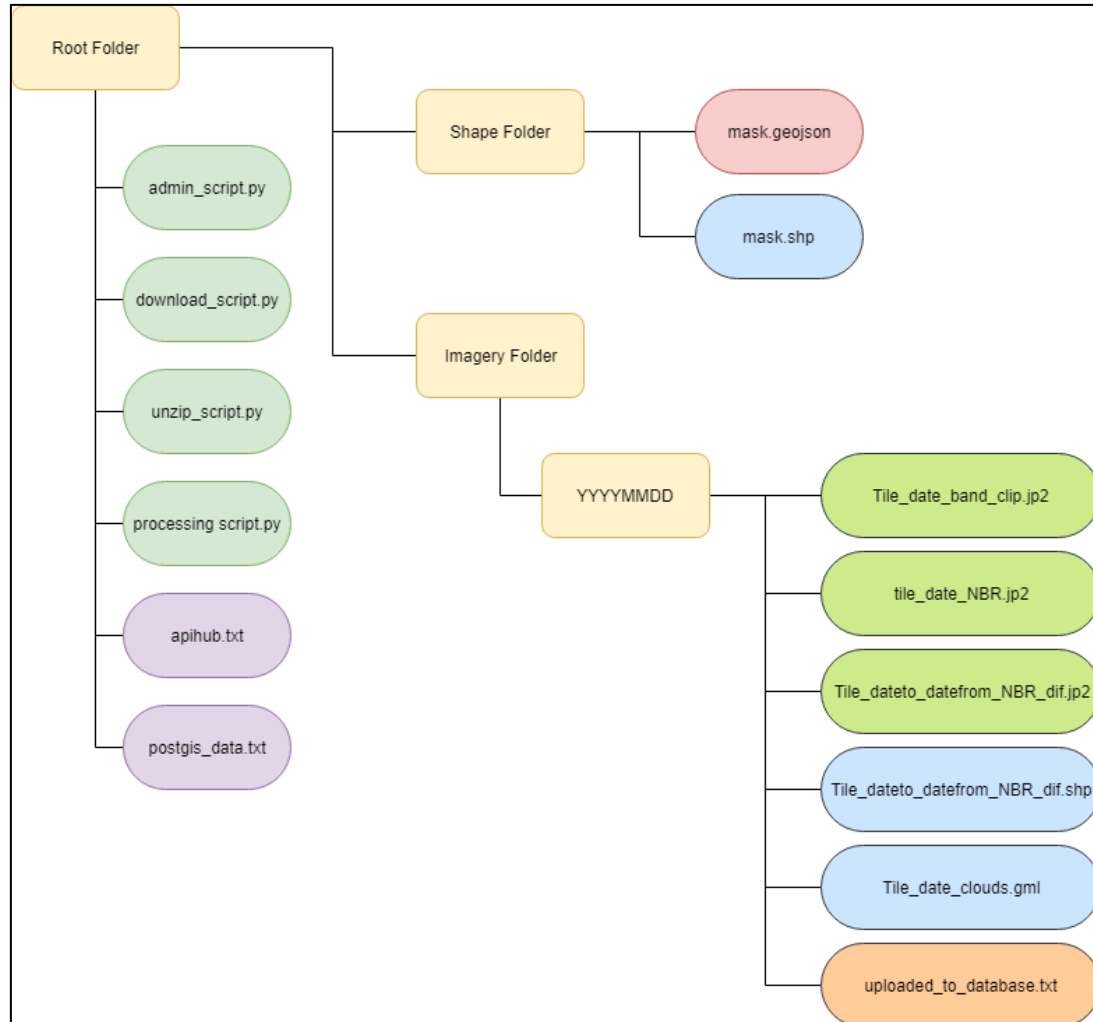 Root Folder
Shape Folder
mask.geojson
admin_script.py
mask.shp
download_script.py
Imagery Folder
unzip_script.py
YYYYMMDD
Tile_date_band_clip.jp2
processing script.py
tile_date_NBR.jp2
apihub.txt
Tile_dateto_datefrom_NBR_dif.jp2
postgis_data.txt
Tile_dateto_datefrom_NBR_dif.shp
Tile_date_clouds.gml
uploaded_to_database.txt